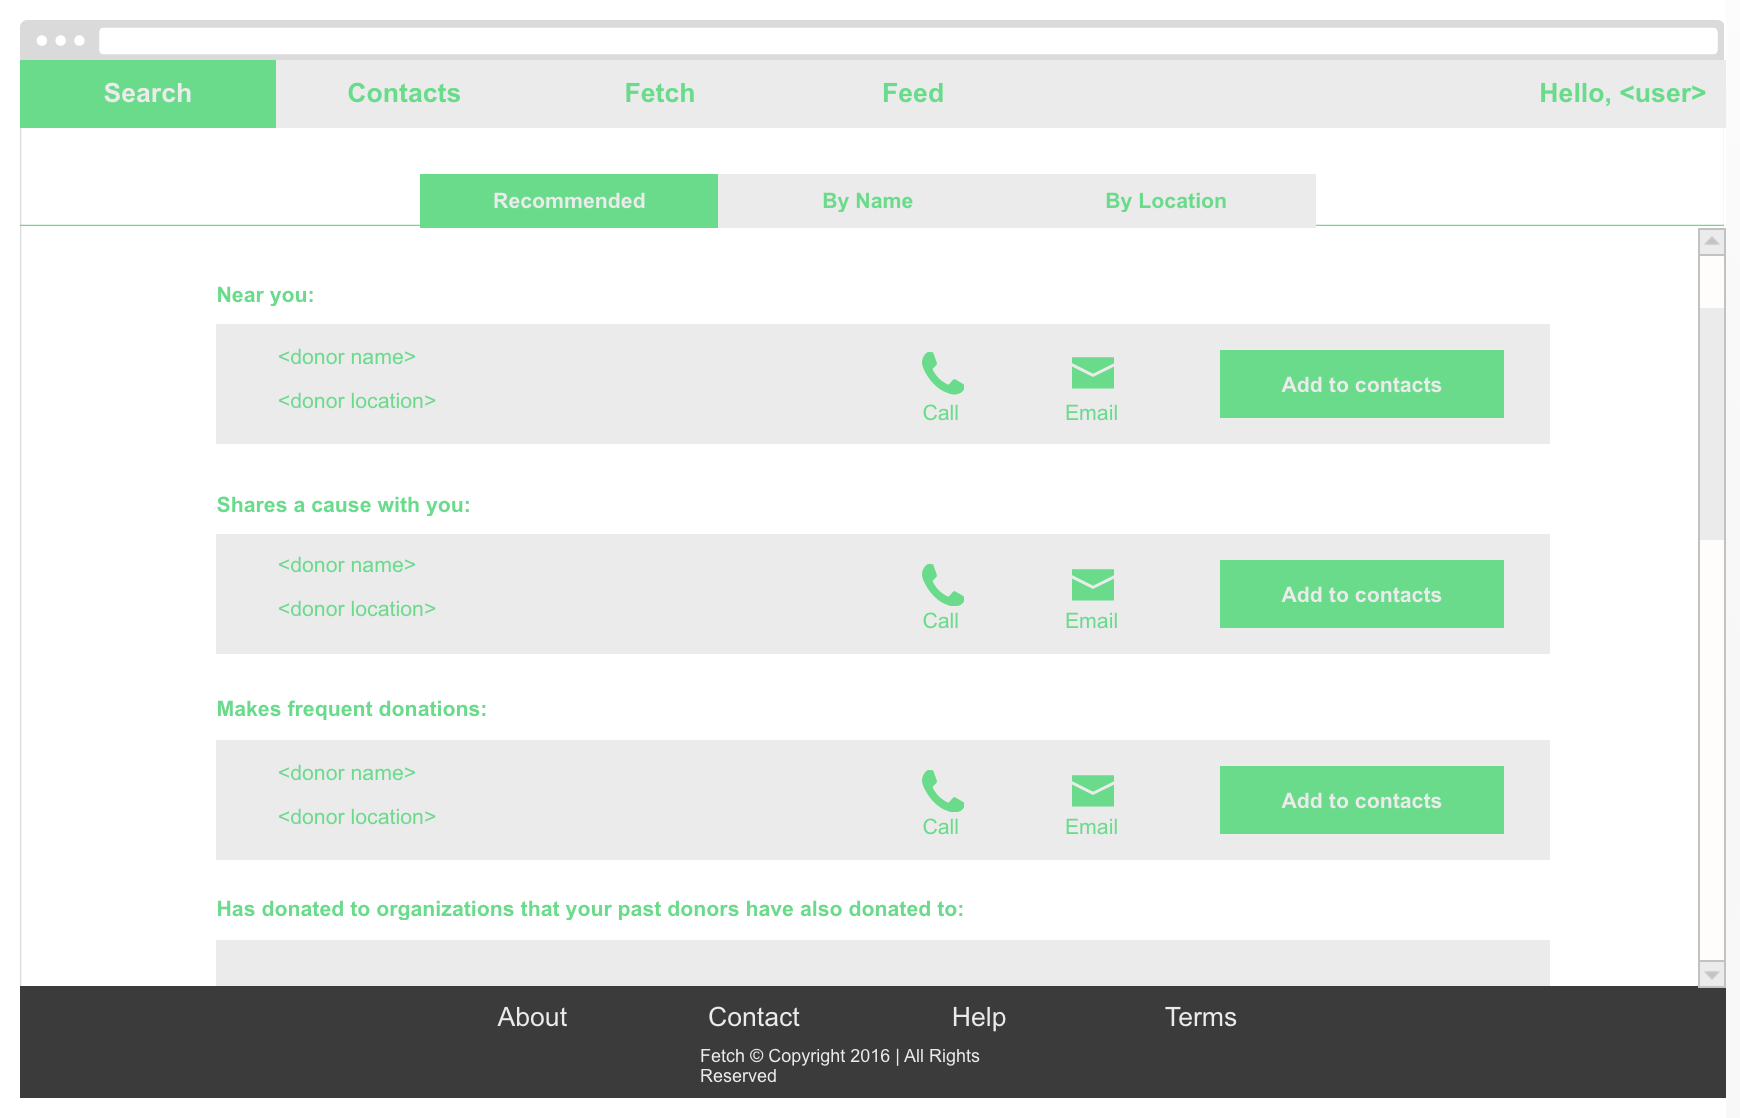 Search Contacts Fetch Feed Hello, <user>
Recommended By Name By Location
Near you:
<donor name>
<donor location>
Call Email Add to contacts
Shares a cause with you:
<donor name>
<donor location>
Call Email Add to contacts
Makes frequent donations:
<donor name>
<donor location>
Call Email Add to contacts
Has donated to organizations that your past donors have also donated to:
About Contact Help Terms
Fetch © Copyright 2016 | All Rights
Reserved